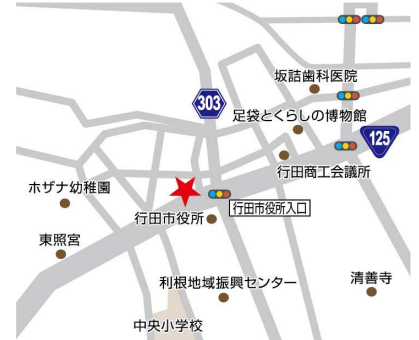 坂詰歯科医院
303
足袋とくらしの博物館
125
行田商工会議所
ホザナ幼稚園
行田市役所入口
行田市役所
東照宮
利根地域振興センター
清善寺
中央小学校